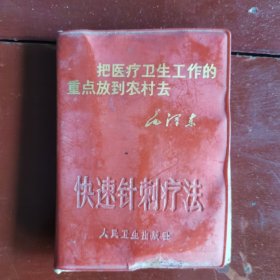 把医疗卫生工作的
重点放到农村去
毛泽东
快速针刺疗法
人民卫生出版社